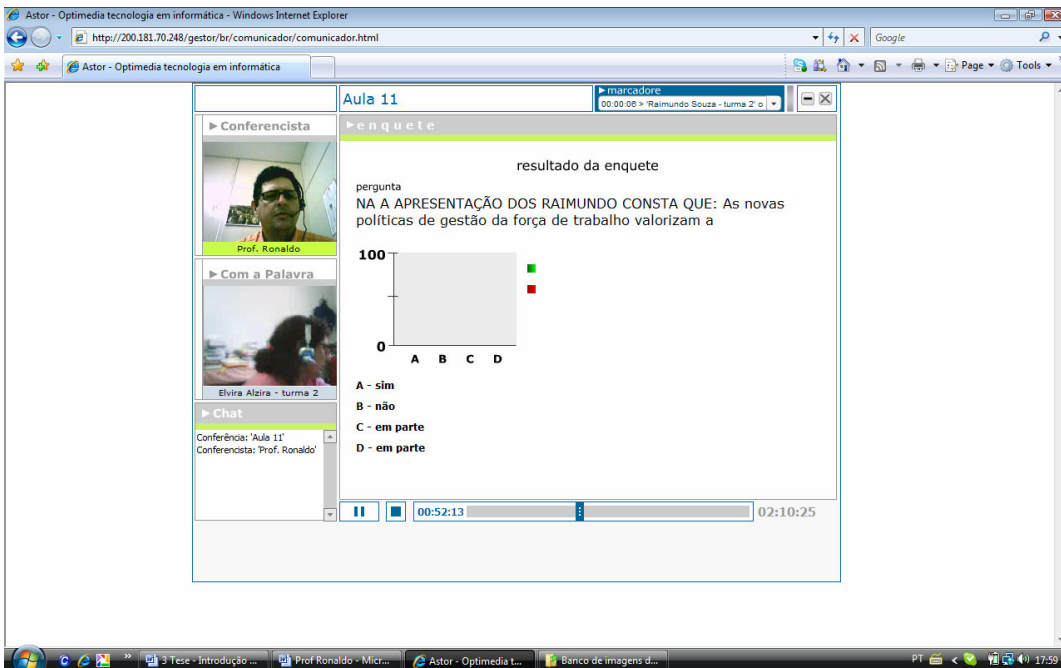 Astor - Optimedia tecnologia em informática - Windows Internet Explorer
http://200.181.70.248/gestor/br/comunicador/comunicador.html
Google
Astor - Optimedia tecnologia em informática
Page
Tools
Aula 11
marcadore
00:00:06 > 'Raimundo Souza - turma 2' o
Conferencista
enquete
Prof. Ronaldo
resultado da enquete
pergunta
NA A APRESENTAÇÃO DOS RAIMUNDO CONSTA QUE: As novas
políticas de gestão da força de trabalho valorizam a
100
0
A B C D
A - sim
B - não
C - em parte
D - em parte
Com a Palavra
Elvira Alzira - turma 2
Chat
Conferência: 'Aula 11'
Conferencista: 'Prof. Ronaldo'
00:52:13
02:10:25
3 Tese - Introdução ...
Prof Ronaldo - Micr...
Astor - Optimedia t...
Banco de imagens d...
PT
17:59